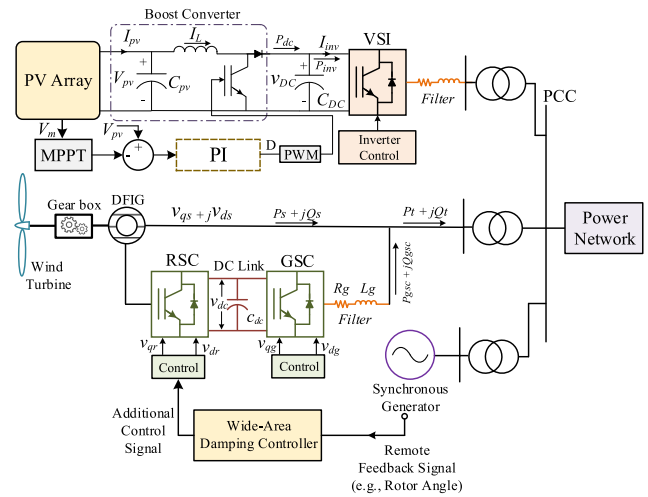 Boost Converter
I_pv
I_L
P_dc
I_inv
P_inv
VSI
PV Array
V_pv
C_pv
v_DC
C_DC
Filter
PCC
V_m
V_pv
MPPT
+
-
PI
D
PWM
Inverter
Control
Gear box
DFIG
v_qs + jv_ds
Ps + jQs
Pt + jQt
Power
Network
Wind
Turbine
RSC
DC Link
GSC
v_dc
c_dc
Rg
Lg
Filter
Pgsc + jQgsc
v_qr
v_dr
v_qg
v_dg
Control
Control
Synchronous
Generator
Additional
Control
Signal
Wide-Area
Damping Controller
Remote
Feedback Signal
(e.g., Rotor Angle)